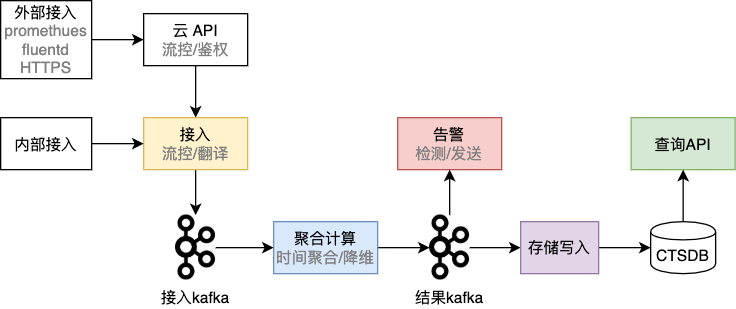 外部接入
promethues
fluentd
HTTPS
云 API
流控/鉴权
内部接入
接入
流控/翻译
告警
检测/发送
查询API
聚合计算
时间聚合/降维
存储写入
CTSDB
接入kafka
结果kafka